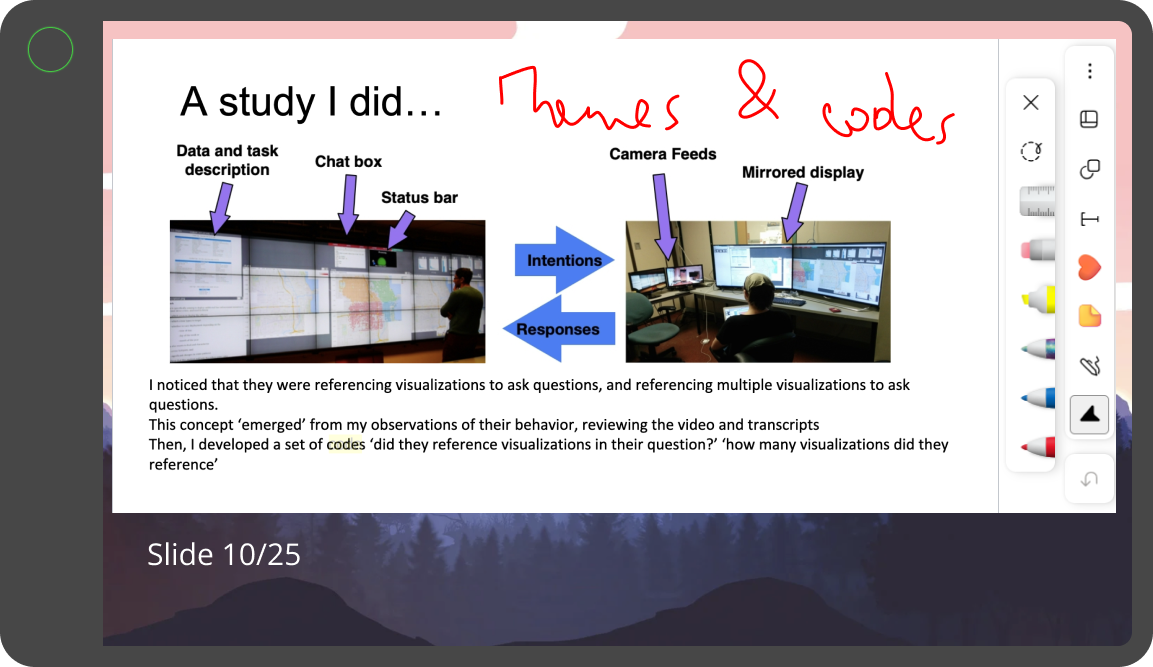 A study I did…
Themes & codes
Data and task
description
Chat box
Status bar
Camera Feeds
Mirrored display
Intentions
Responses
I noticed that they were referencing visualizations to ask questions, and referencing multiple visualizations to ask
questions.
This concept ‘emerged’ from my observations of their behavior, reviewing the video and transcripts
Then, I developed a set of codes ‘did they reference visualizations in their question?’ ‘how many visualizations did they
reference’
Slide 10/25